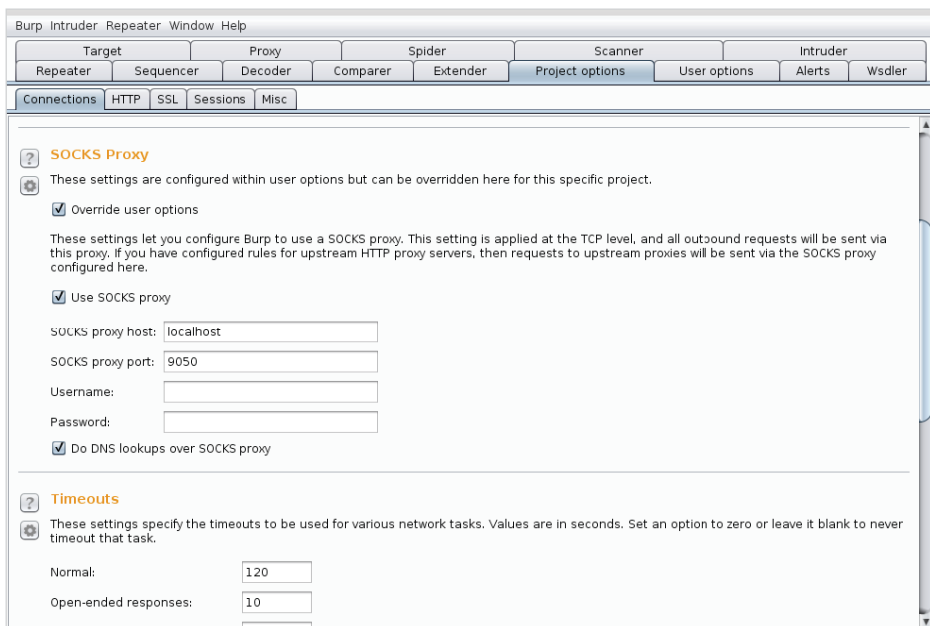 Burp Intruder Repeater Window Help
Target Proxy Spider Scanner Intruder
Repeater Sequencer Decoder Comparer Extender Project options User options Alerts Wsdler
Connections HTTP SSL Sessions Misc
? SOCKS Proxy
These settings are configured within user options but can be overridden here for this specific project.
Override user options
These settings let you configure Burp to use a SOCKS proxy. This setting is applied at the TCP level, and all outbound requests will be sent via
this proxy. If you have configured rules for upstream HTTP proxy servers, then requests to upstream proxies will be sent via the SOCKS proxy
configured here.
Use SOCKS proxy
SOCKS proxy host: localhost
SOCKS proxy port: 9050
Username:
Password:
Do DNS lookups over SOCKS proxy
? Timeouts
These settings specify the timeouts to be used for various network tasks. Values are in seconds. Set an option to zero or leave it blank to never
timeout that task.
Normal: 120
Open-ended responses: 10